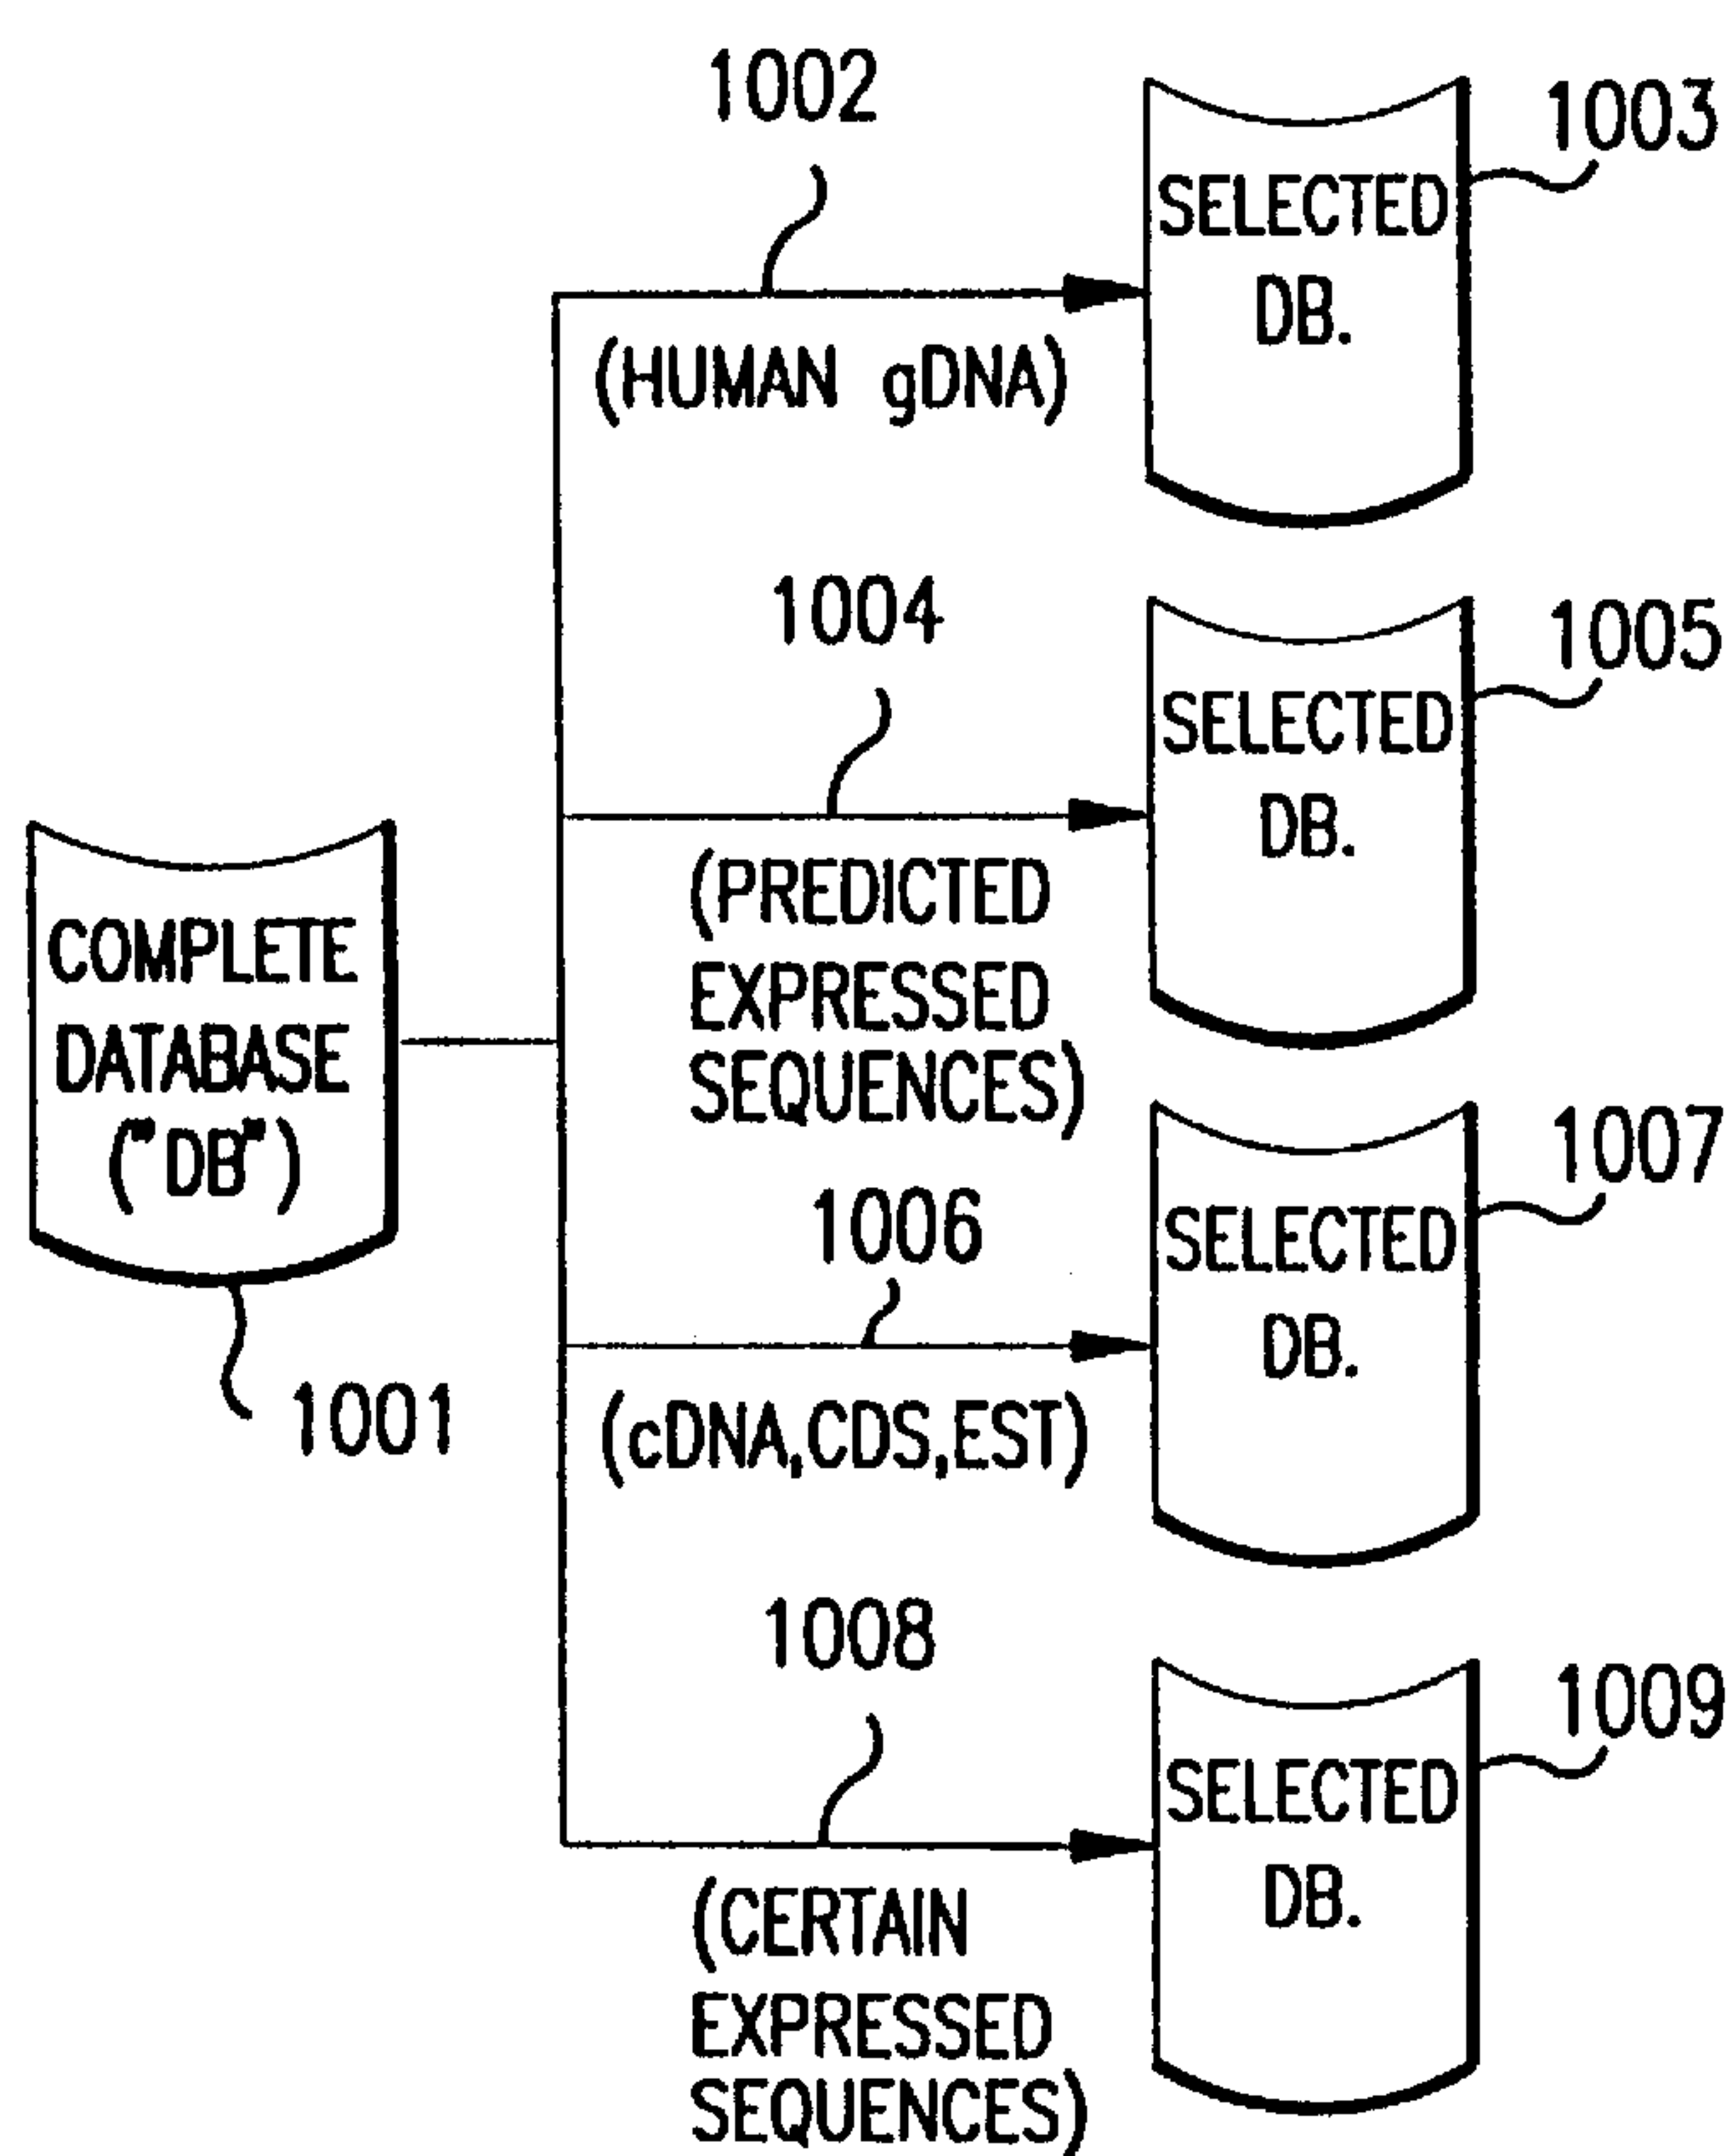 1002
1003
SELECTED
DB.
(HUMAN gDNA)
1004
1005
SELECTED
DB.
(PREDICTED
EXPRESSED
SEQUENCES)
COMPLETE
DATABASE
("DB")
1001
1006
1007
SELECTED
DB.
(cDNA,CDS,EST)
1008
1009
SELECTED
DB.
(CERTAIN
EXPRESSED
SEQUENCES)